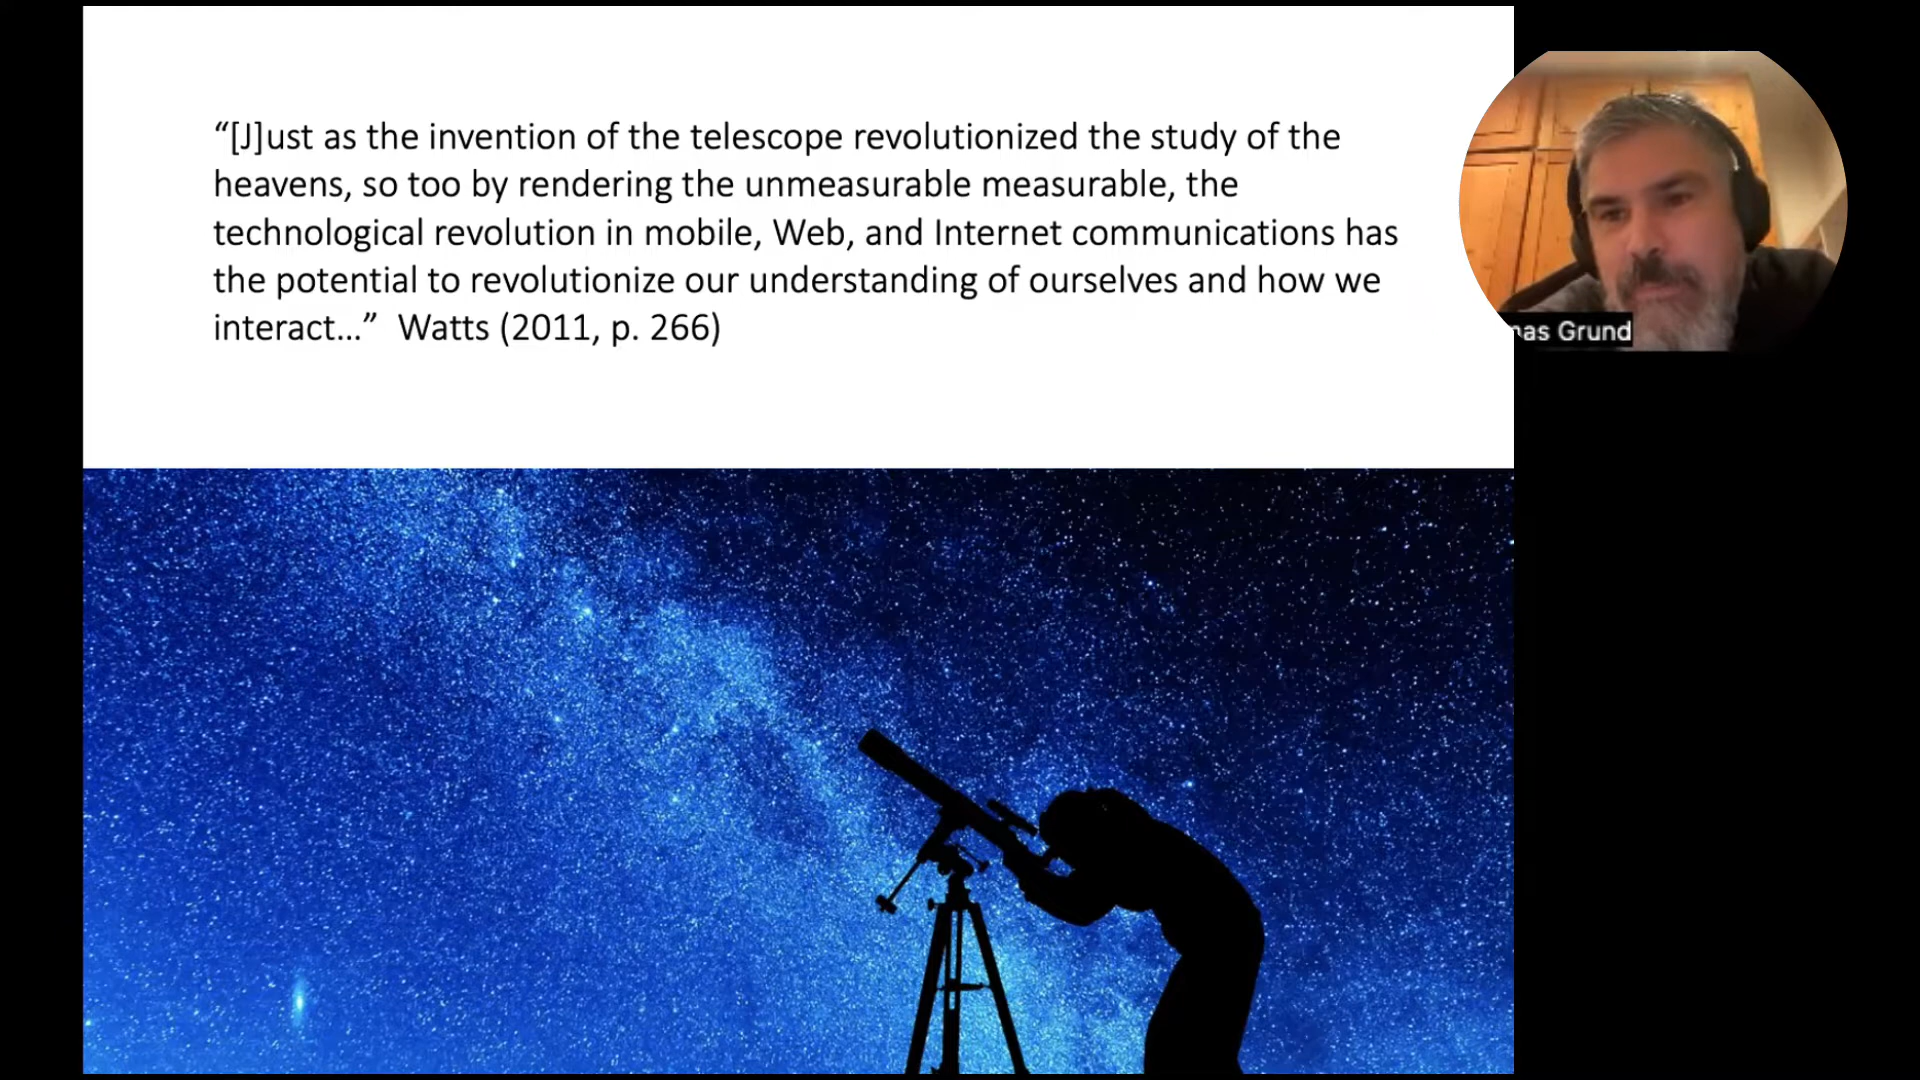 “[J]ust as the invention of the telescope revolutionized the study of the
heavens, so too by rendering the unmeasurable measurable, the
technological revolution in mobile, Web, and Internet communications has
the potential to revolutionize our understanding of ourselves and how we
interact…”  Watts (2011, p. 266)
as Grund